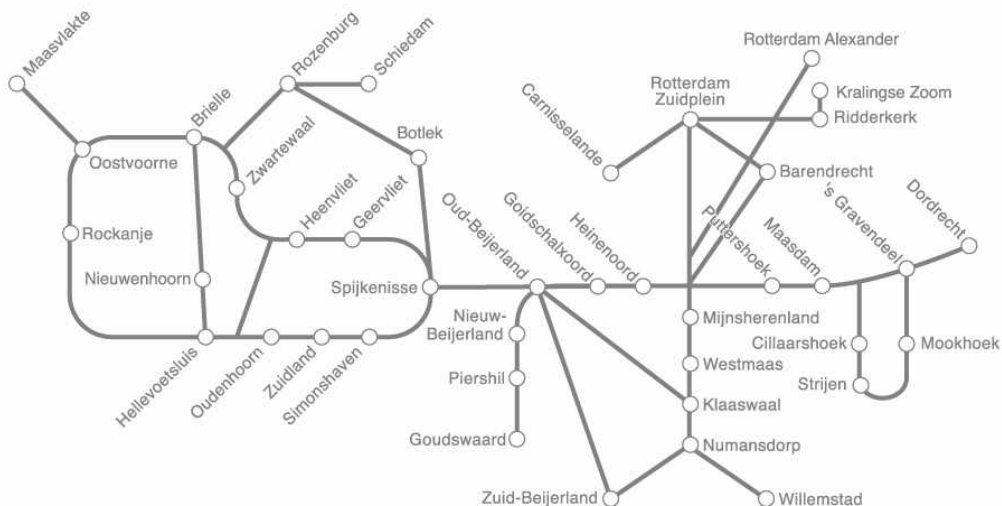 Maasvlakte
Oostvoorne
Brielle
Rozenburg
Schiedam
Zwartewaal
Botlek
Heenvliet
Geervliet
Rockanje
Nieuwenhoorn
Hellevoetsluis
Oudenhoorn
Zuidland
Simonshaven
Spijkenisse
Oud-Beijerland
Goidschalxoord
Heinenoord
Carnisselande
Rotterdam
Zuidplein
Rotterdam Alexander
Kralingse Zoom
Ridderkerk
Barendrecht
Puttershoek
Maasdam
's Gravendeel
Dordrecht
Nieuw-
Beijerland
Piershil
Goudswaard
Mijnsherenland
Westmaas
Klaaswaal
Numansdorp
Zuid-Beijerland
Willemstad
Cillaarshoek
Strijen
Mookhoek